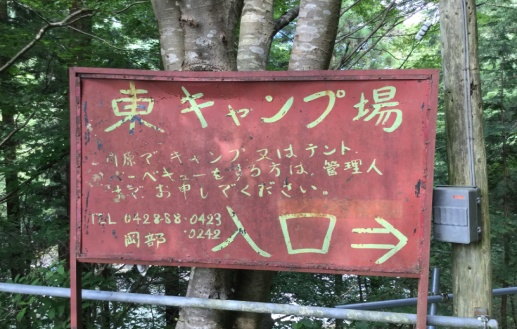 東キャンプ場
川原でキャンプ又はテント、
バーベキューをする方は、管理人
まで、お申しでください。
TEL 0428-88-0423
岡部 〃 0242
入口→